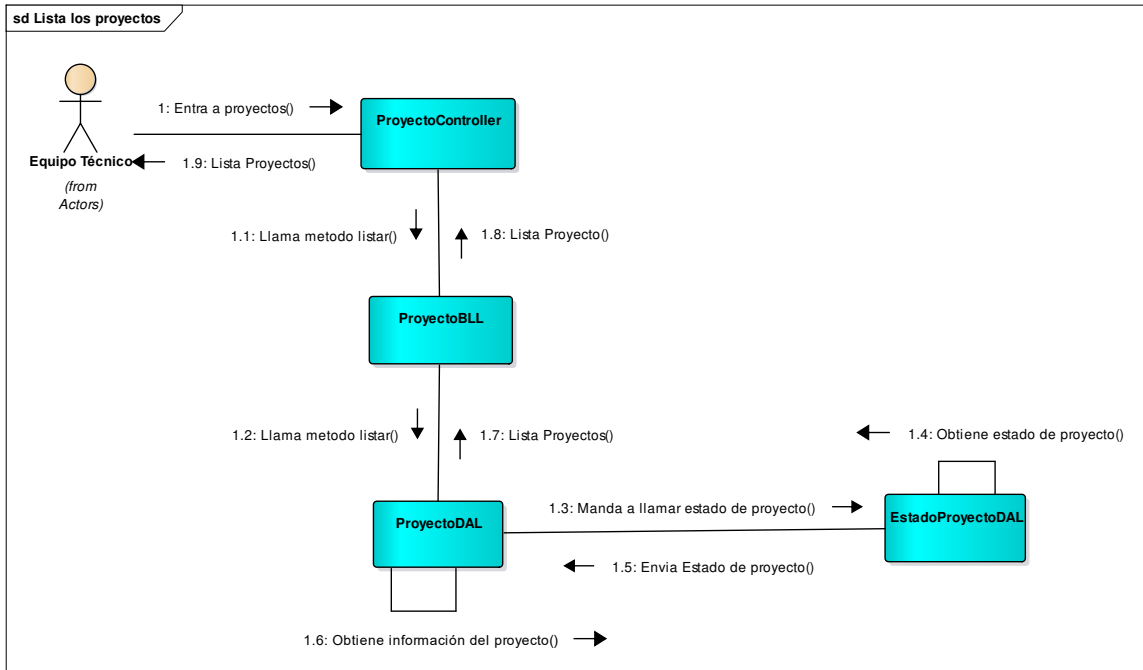 sd Lista los proyectos
1: Entra a proyectos()
ProyectoController
Equipo Técnico
(from
Actors)
1.9: Lista Proyectos()
1.1: Llama metodo listar()
1.8: Lista Proyecto()
ProyectoBLL
1.2: Llama metodo listar()
1.7: Lista Proyectos()
1.4: Obtiene estado de proyecto()
ProyectoDAL
1.3: Manda a llamar estado de proyecto()
EstadoProyectoDAL
1.5: Envia Estado de proyecto()
1.6: Obtiene información del proyecto()